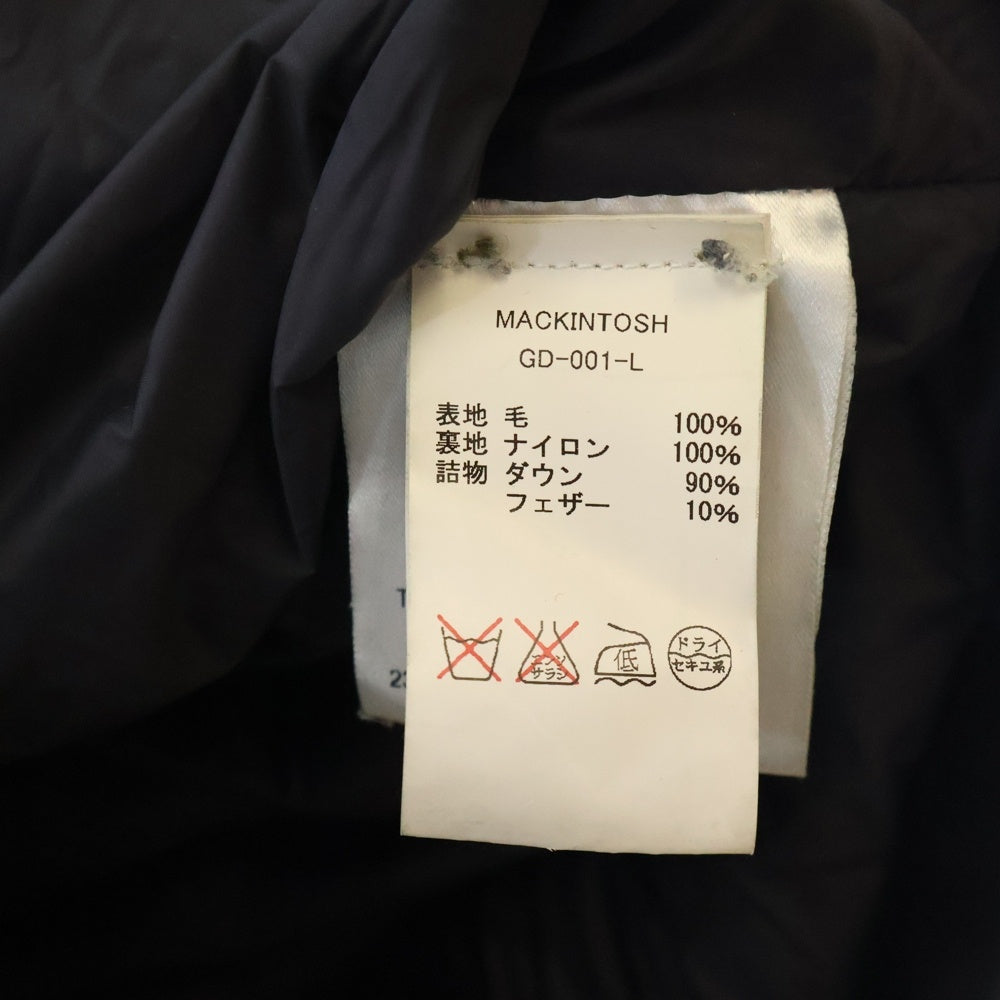 MACKINTOSH
GD-001-L
表地 毛 100%
裏地 ナイロン 100%
詰物 ダウン 90%
フェザー 10%
エンソ
サラシ
低
ドライ
セキユ系